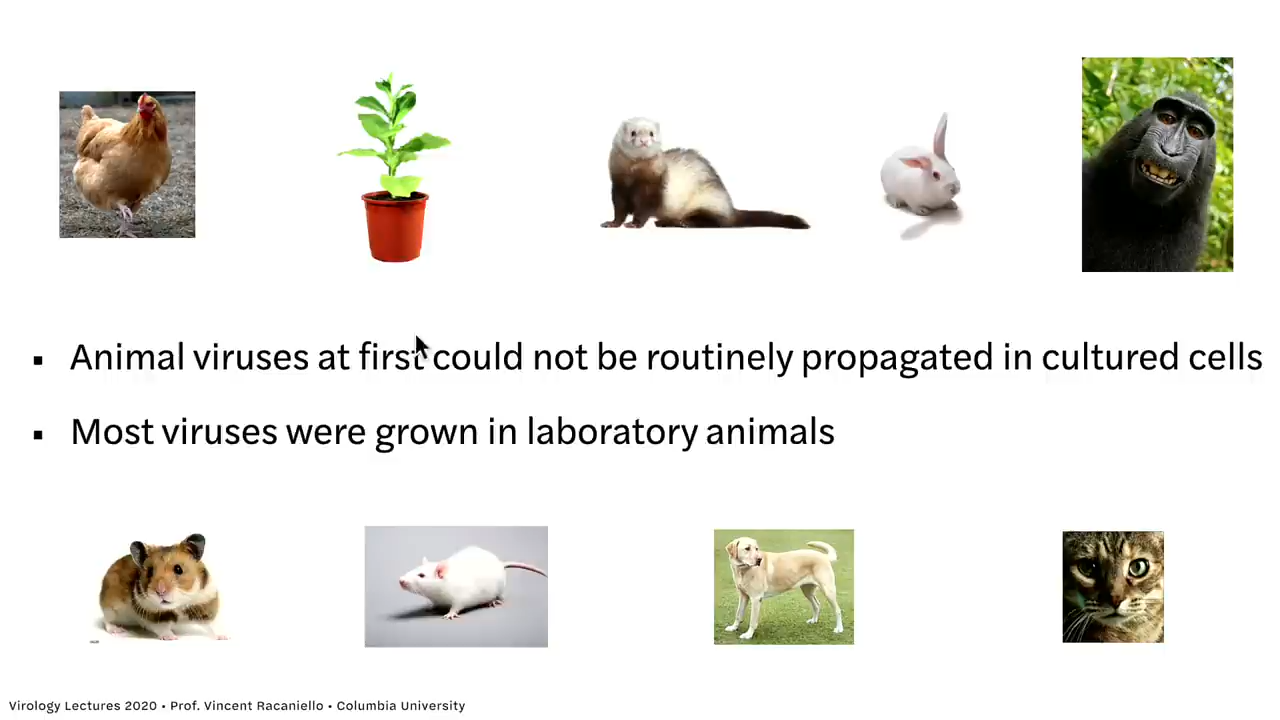 ▪ Animal viruses at first could not be routinely propagated in cultured cells
▪ Most viruses were grown in laboratory animals
Virology Lectures 2020 • Prof. Vincent Racaniello • Columbia University